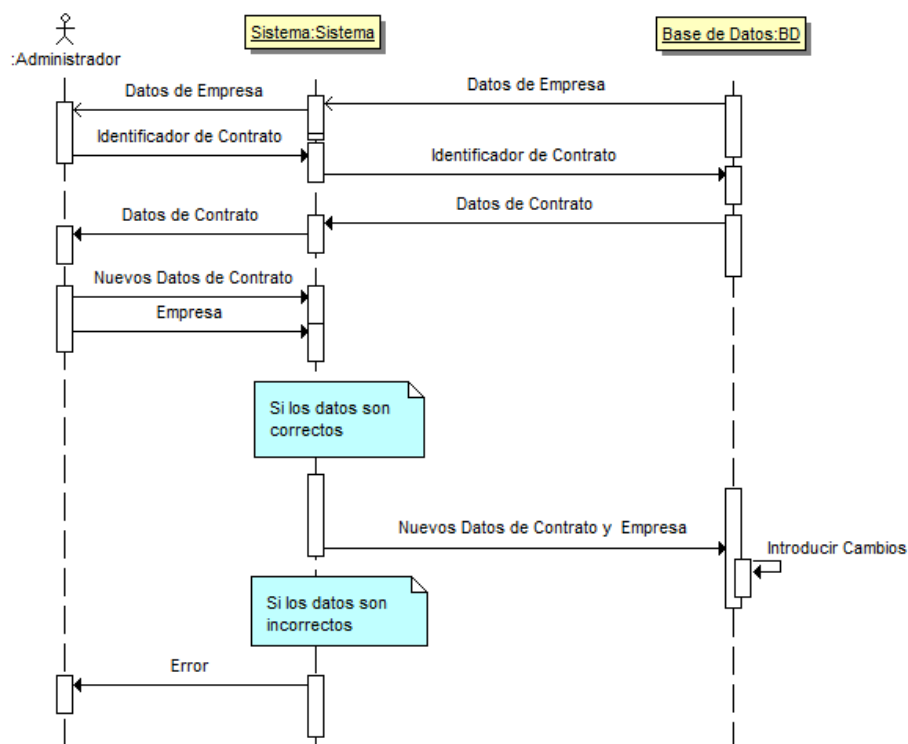 Sistema:Sistema
Base de Datos:BD
:Administrador
Datos de Empresa
Datos de Empresa
Identificador de Contrato
Identificador de Contrato
Datos de Contrato
Datos de Contrato
Nuevos Datos de Contrato
Empresa
Si los datos son
correctos
Nuevos Datos de Contrato y Empresa
Introducir Cambios
Si los datos son
incorrectos
Error